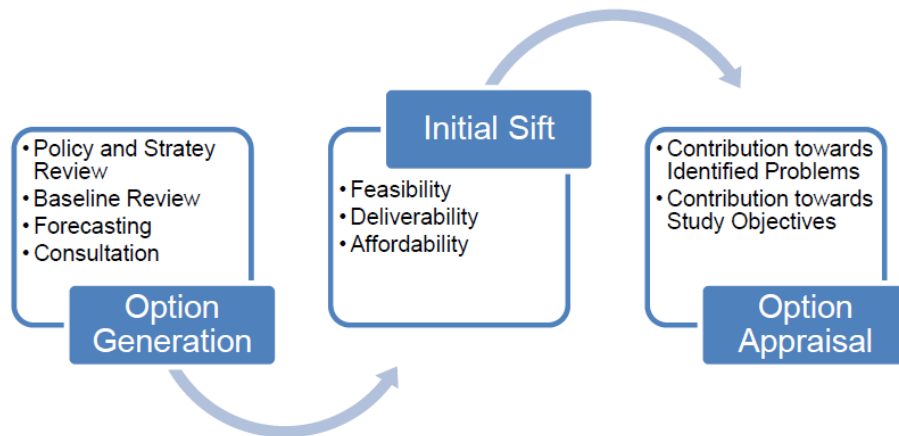 • Policy and Stratey
Review
• Baseline Review
• Forecasting
• Consultation
Option
Generation
Initial Sift
• Feasibility
• Deliverability
• Affordability
• Contribution towards
Identified Problems
• Contribution towards
Study Objectives
Option
Appraisal